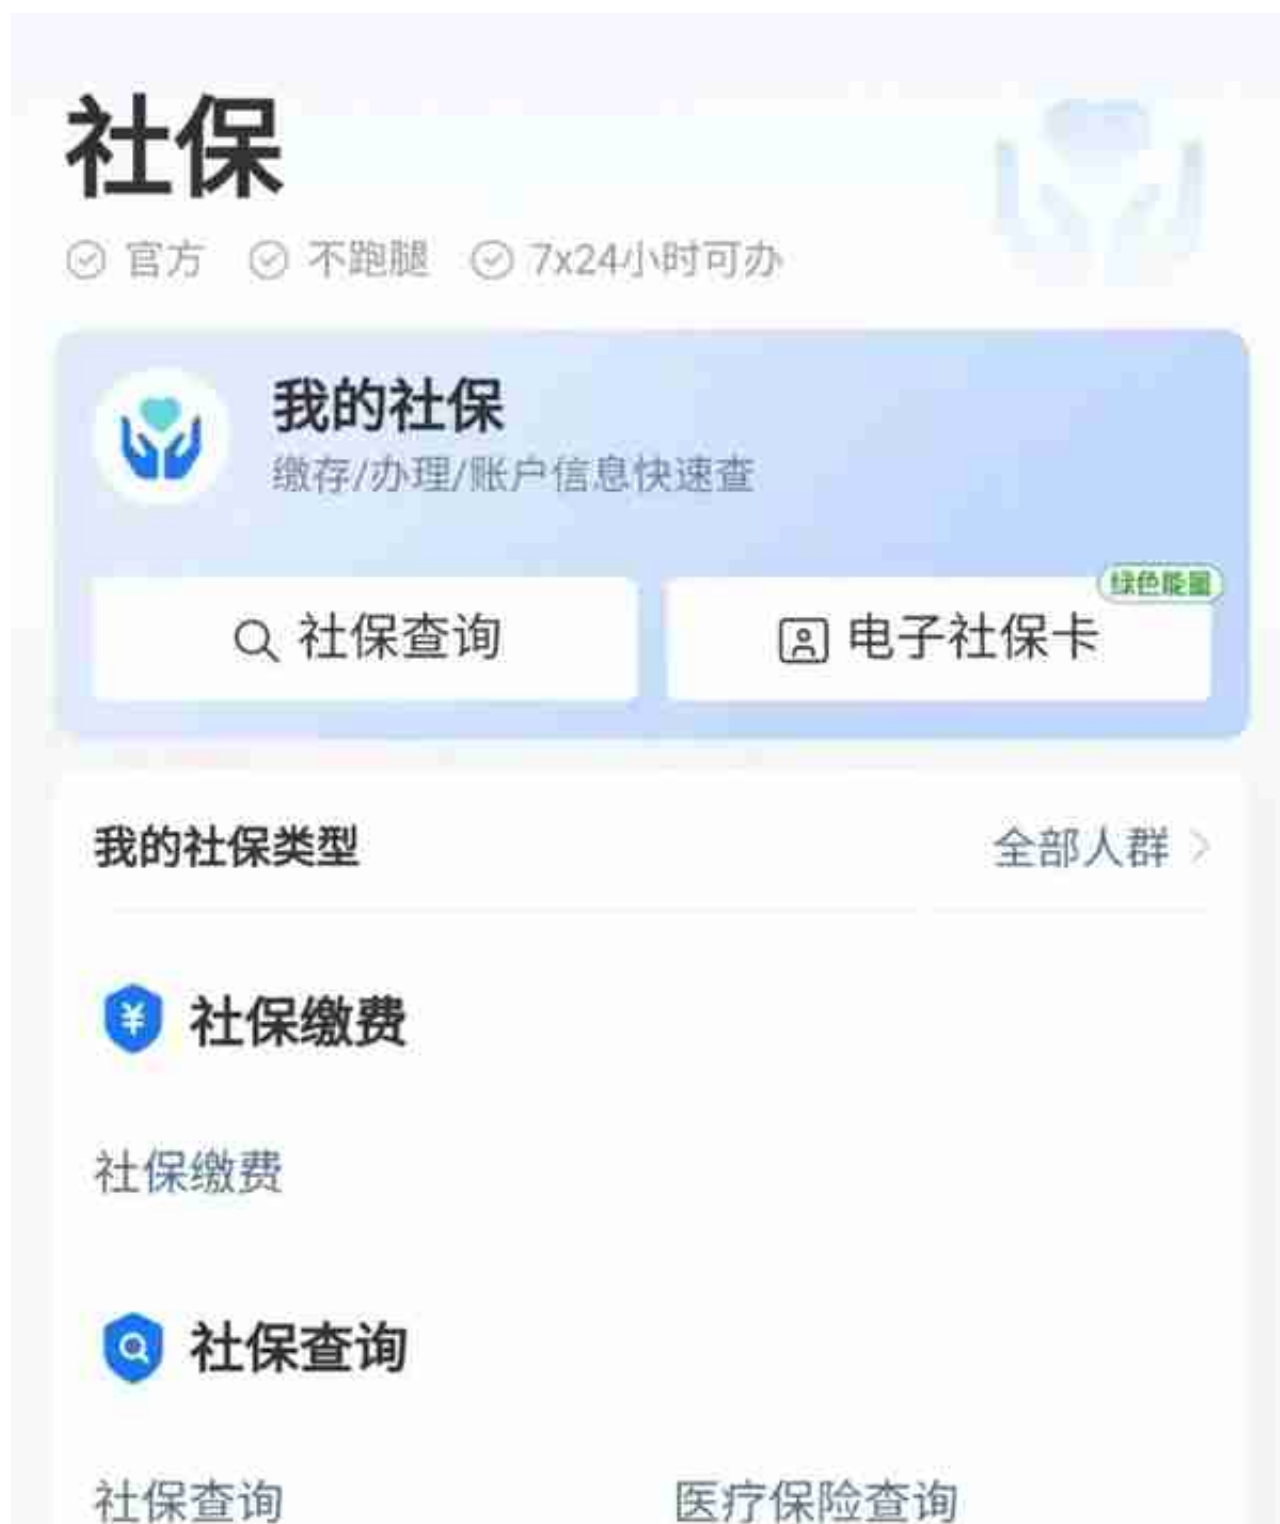 社保
官方 不跑腿 7x24小时可办
我的社保
缴存/办理/账户信息快速查
绿色能量
社保查询 电子社保卡
我的社保类型 全部人群
¥ 社保缴费
社保缴费
社保查询
社保查询 医疗保险查询